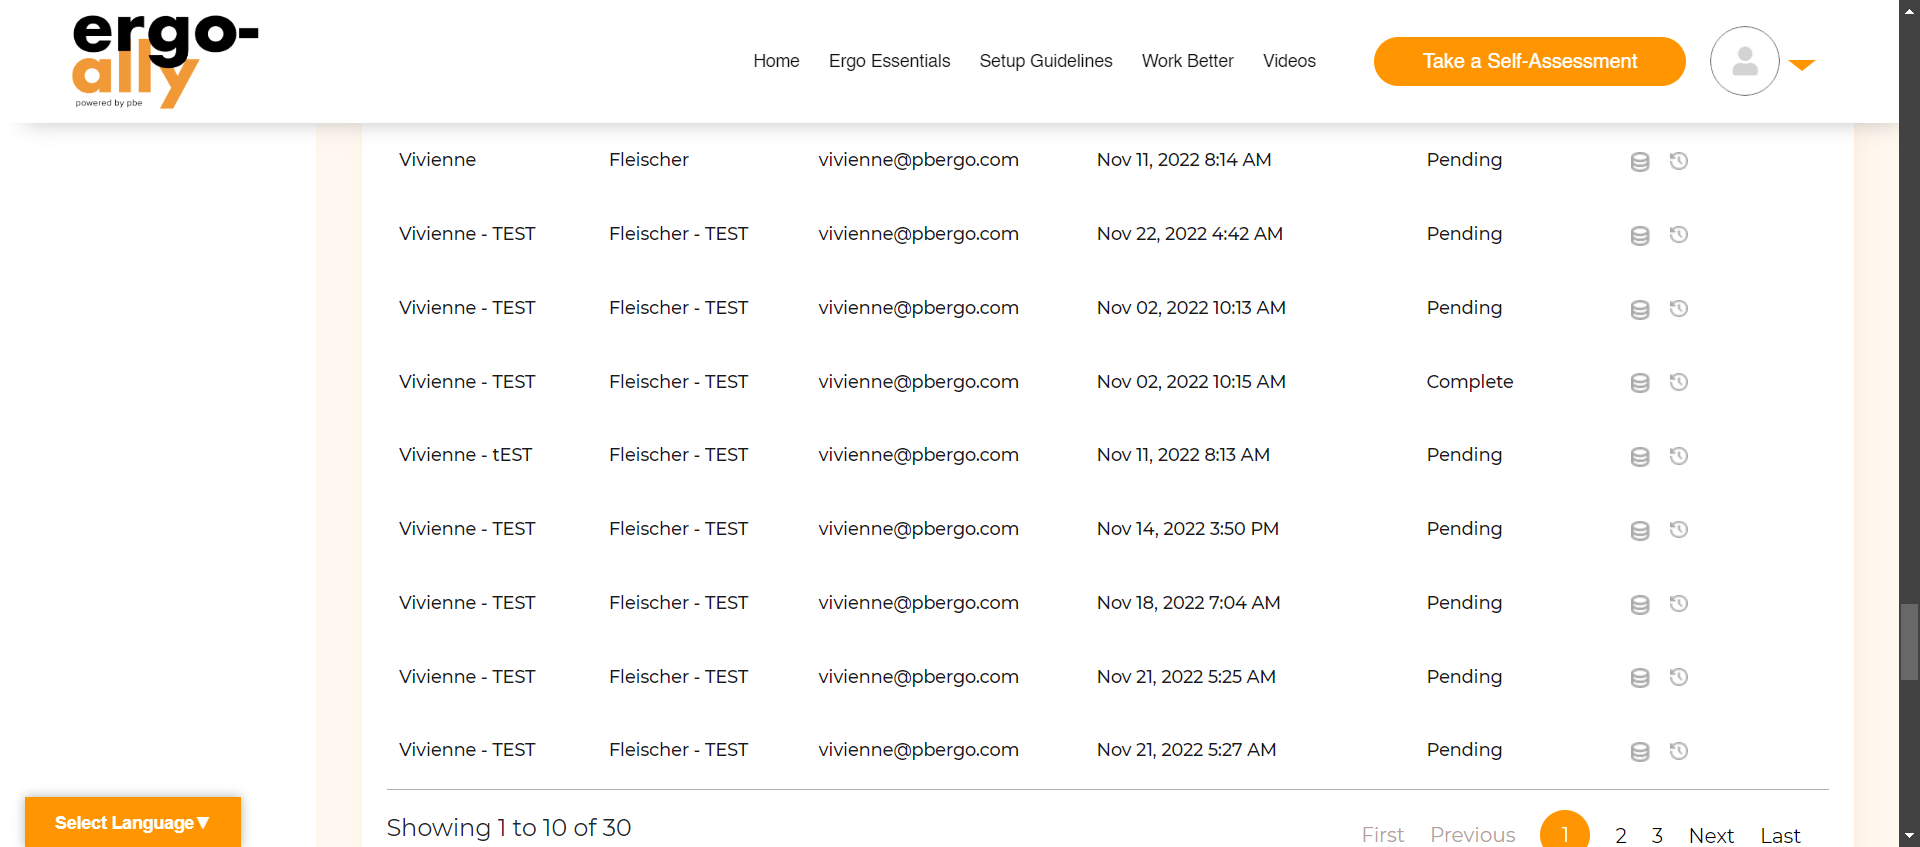 ergo-
ally
powered by pbe
Home Ergo Essentials Setup Guidelines Work Better Videos Take a Self-Assessment
Vivienne Fleischer vivienne@pbergo.com Nov 11, 2022 8:14 AM Pending
Vivienne - TEST Fleischer - TEST vivienne@pbergo.com Nov 22, 2022 4:42 AM Pending
Vivienne - TEST Fleischer - TEST vivienne@pbergo.com Nov 02, 2022 10:13 AM Pending
Vivienne - TEST Fleischer - TEST vivienne@pbergo.com Nov 02, 2022 10:15 AM Complete
Vivienne - tEST Fleischer - TEST vivienne@pbergo.com Nov 11, 2022 8:13 AM Pending
Vivienne - TEST Fleischer - TEST vivienne@pbergo.com Nov 14, 2022 3:50 PM Pending
Vivienne - TEST Fleischer - TEST vivienne@pbergo.com Nov 18, 2022 7:04 AM Pending
Vivienne - TEST Fleischer - TEST vivienne@pbergo.com Nov 21, 2022 5:25 AM Pending
Vivienne - TEST Fleischer - TEST vivienne@pbergo.com Nov 21, 2022 5:27 AM Pending
Select Language▼
Showing 1 to 10 of 30
First Previous 1 2 3 Next Last